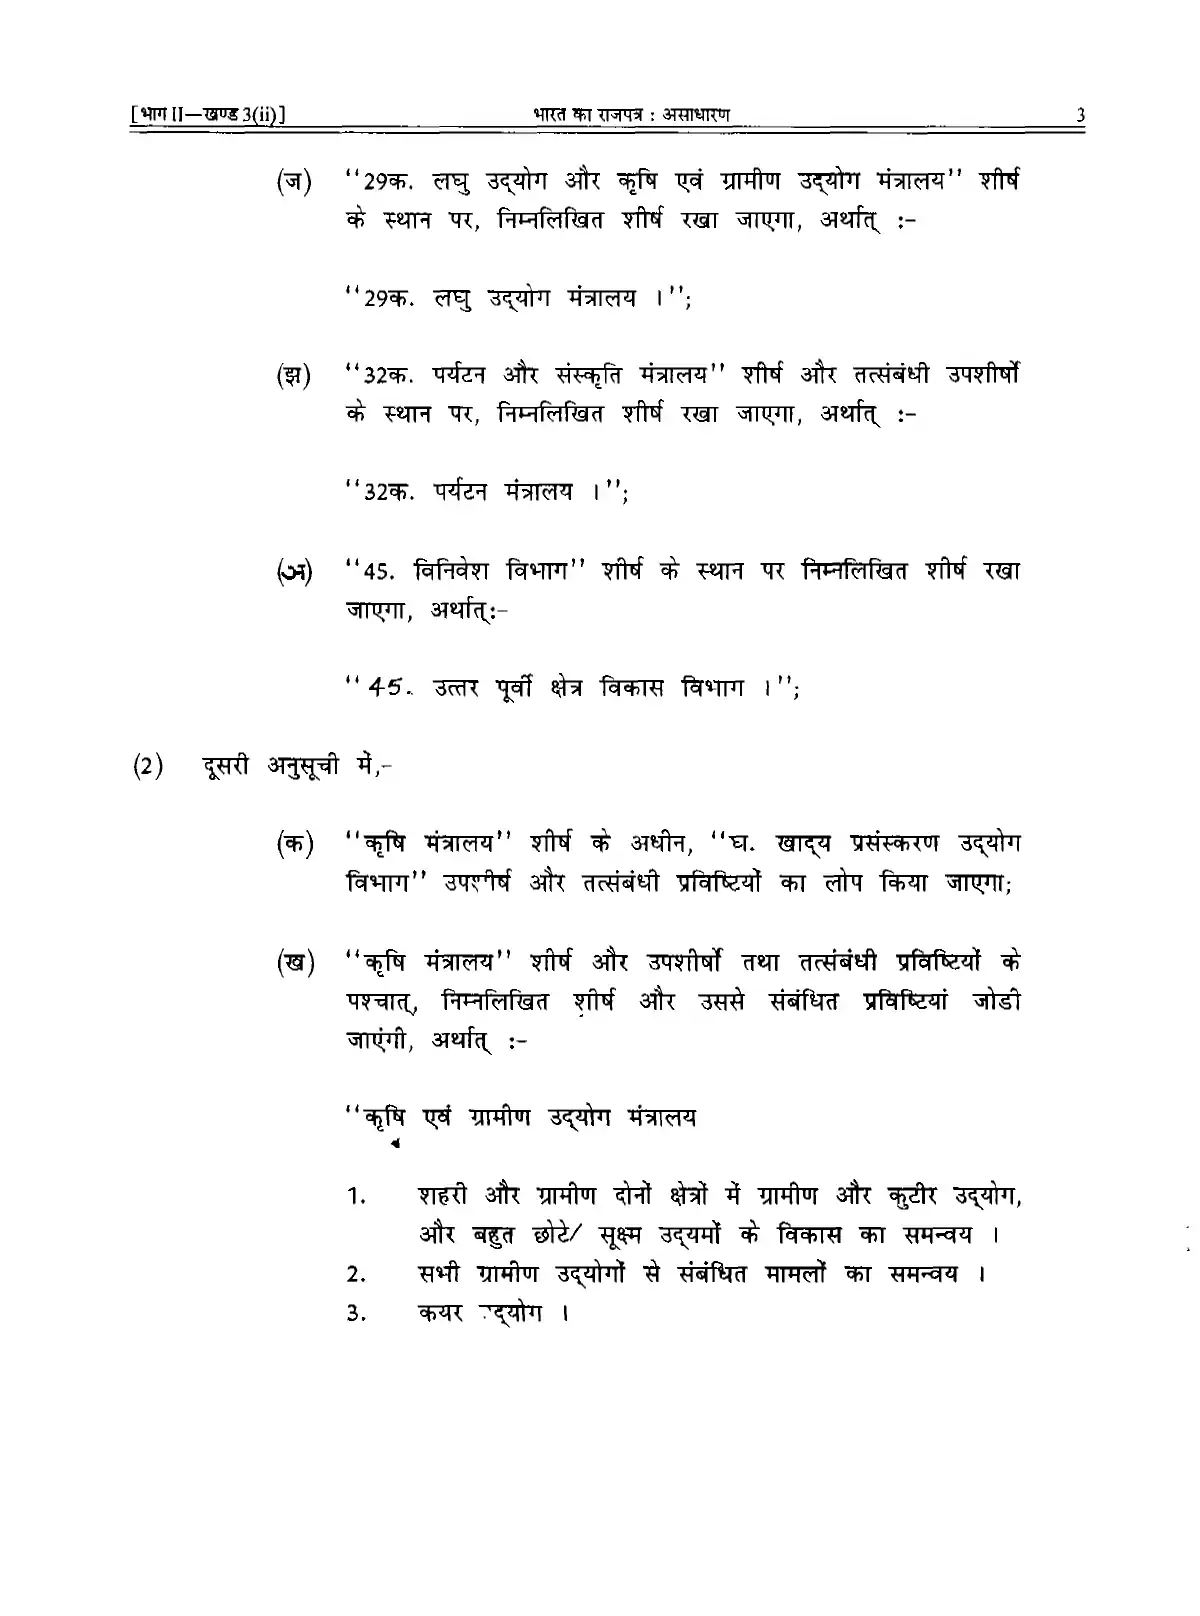 [ भाग II—खण्ड 3(ii) ] भारत का राजपत्र : असाधारण 3
(ज) ‘‘29क. लघु उद्योग और कृषि एवं ग्रामीण उद्योग मंत्रालय’’ शीर्ष
के स्थान पर, निम्नलिखित शीर्ष रखा जाएगा, अर्थात् :-
‘‘29क. लघु उद्योग मंत्रालय ।’’;
(झ) ‘‘32क. पर्यटन और संस्कृति मंत्रालय’’ शीर्ष और तत्संबंधी उपशीर्षों
के स्थान पर, निम्नलिखित शीर्ष रखा जाएगा, अर्थात् :-
‘‘32क. पर्यटन मंत्रालय ।’’;
(ञ) ‘‘45. विनिवेश विभाग’’ शीर्ष के स्थान पर निम्नलिखित शीर्ष रखा
जाएगा, अर्थात्:-
‘‘45. उत्तर पूर्वी क्षेत्र विकास विभाग ।’’;
(2) दूसरी अनुसूची में,-
(क) ‘‘कृषि मंत्रालय’’ शीर्ष के अधीन, ‘‘घ. खाद्य प्रसंस्करण उद्योग
विभाग’’ उपशीर्ष और तत्संबंधी प्रविष्टियों का लोप किया जाएगा;
(ख) ‘‘कृषि मंत्रालय’’ शीर्ष और उपशीर्षों तथा तत्संबंधी प्रविष्टियों के
पश्चात्, निम्नलिखित शीर्ष और उससे संबंधित प्रविष्टियां जोडी
जाएंगी, अर्थात् :-
‘‘कृषि एवं ग्रामीण उद्योग मंत्रालय
1. शहरी और ग्रामीण दोनों क्षेत्रों में ग्रामीण और कुटीर उद्योग,
और बहुत छोटे/ सूक्ष्म उद्यमों के विकास का समन्वय ।
2. सभी ग्रामीण उद्योगों से संबंधित मामलों का समन्वय ।
3. कयर उद्योग ।